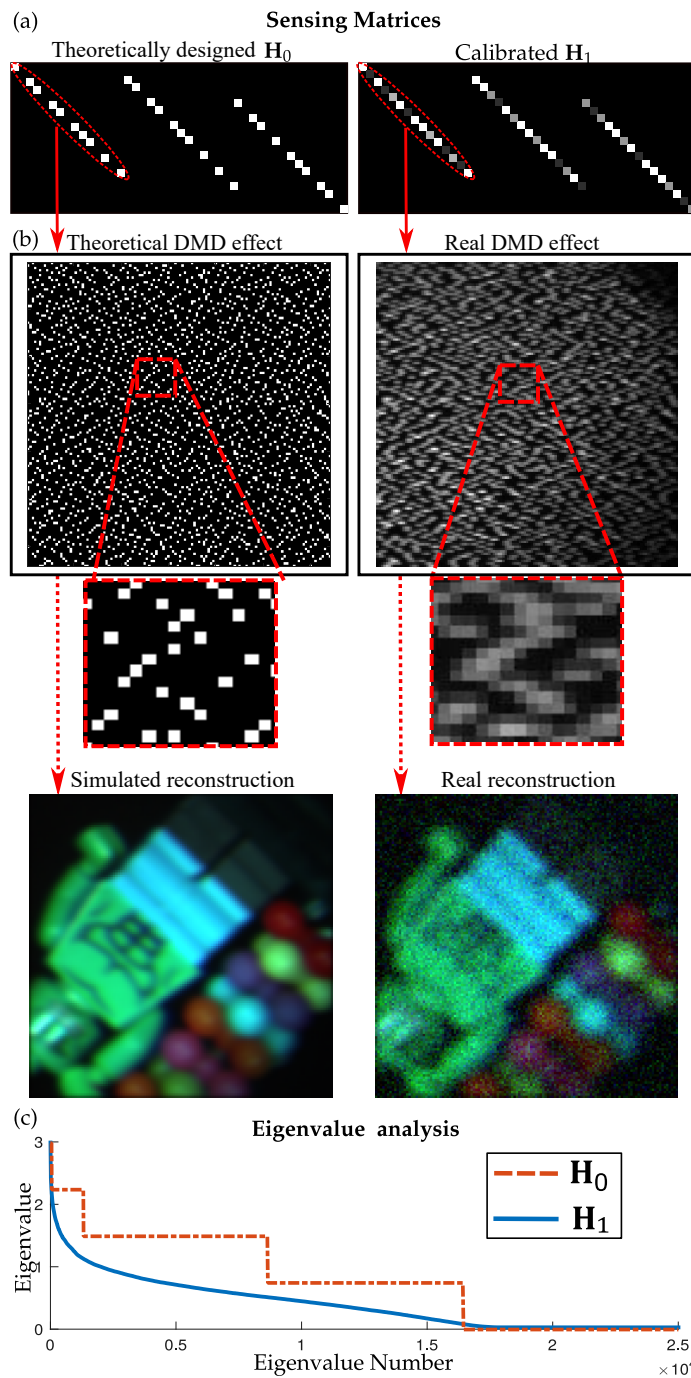 (a) Sensing Matrices
Theoretically designed H₀ Calibrated H₁
(b) Theoretical DMD effect Real DMD effect
Simulated reconstruction Real reconstruction
(c) Eigenvalue analysis
3
2
1
0
Eigenvalue
H₀
H₁
0 0.5 1 1.5 2 2.5
Eigenvalue Number